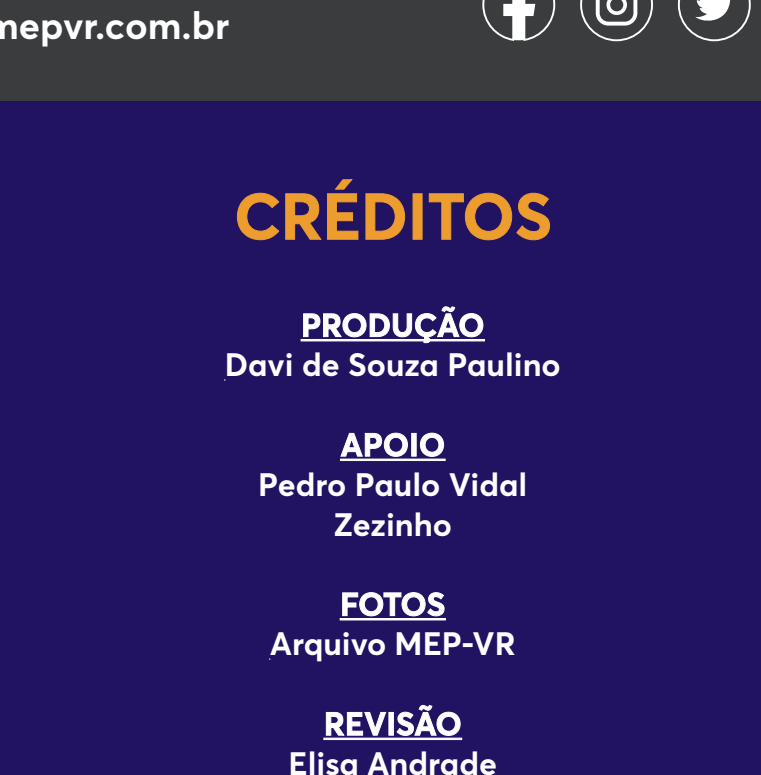 mepvr.com.br
CRÉDITOS
PRODUÇÃO
Davi de Souza Paulino
APOIO
Pedro Paulo Vidal
Zezinho
FOTOS
Arquivo MEP-VR
REVISÃO
Elisa Andrade